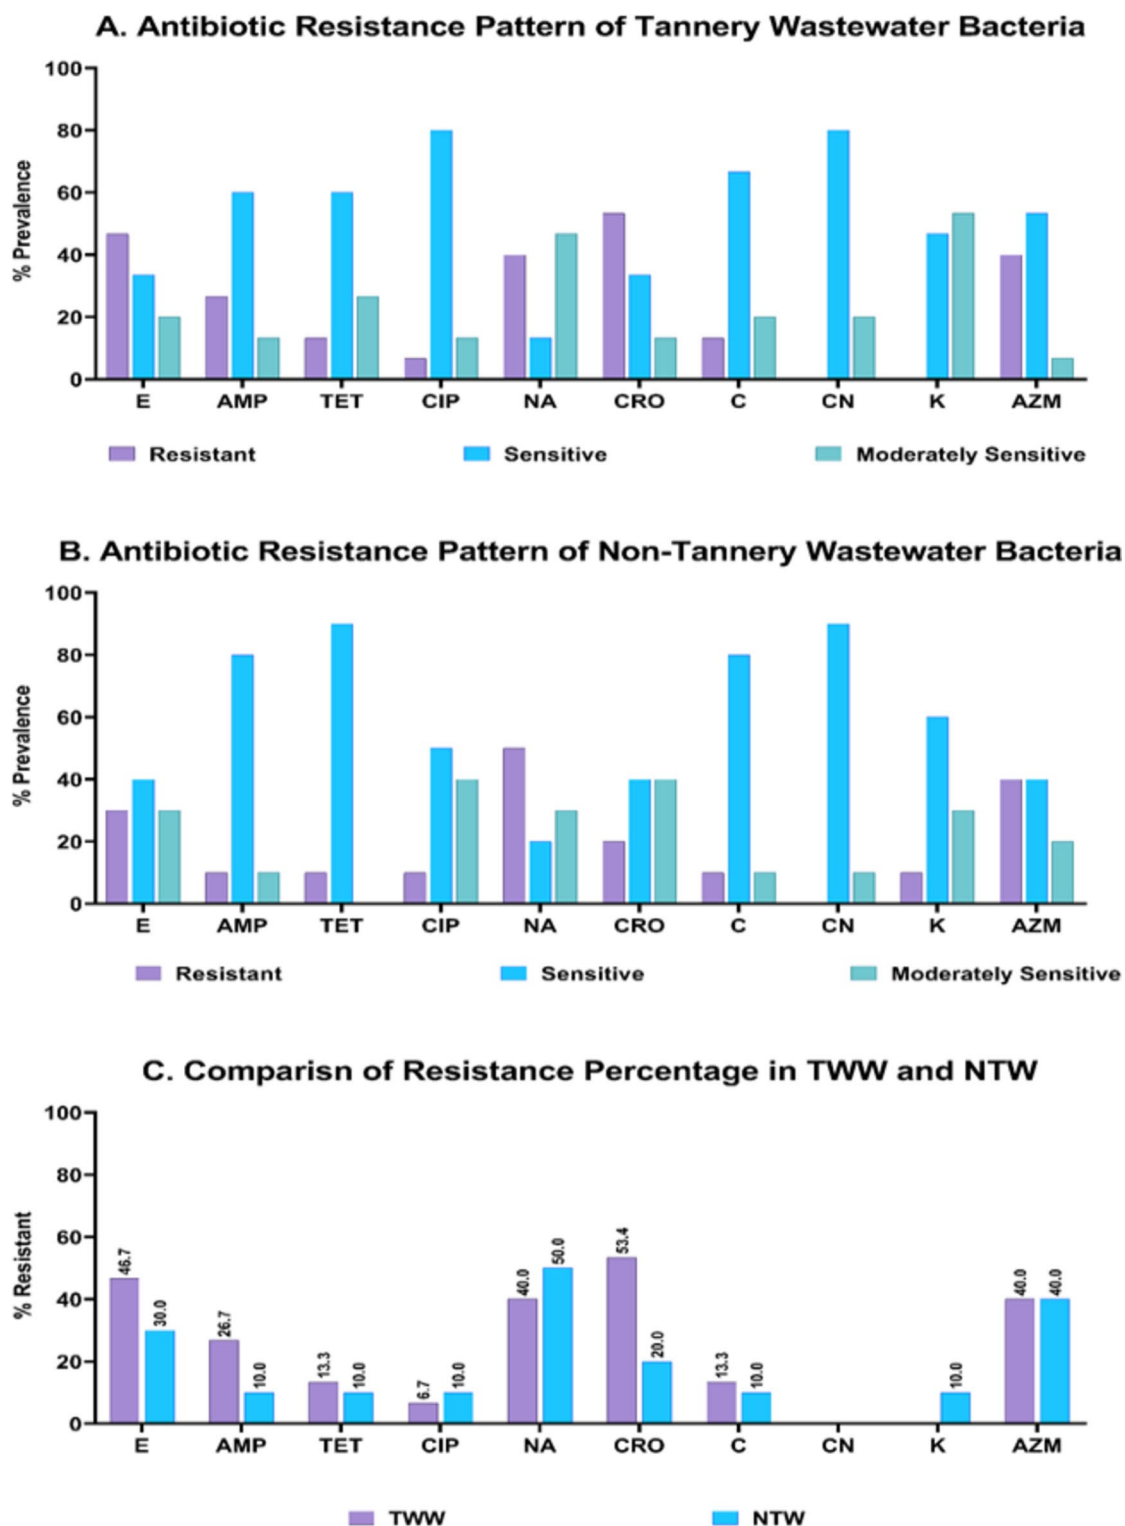 A. Antibiotic Resistance Pattern of Tannery Wastewater Bacteria
100
80
60
40
20
0
% Prevalence
E AMP TET CIP NA CRO C CN K AZM
Resistant Sensitive Moderately Sensitive
B. Antibiotic Resistance Pattern of Non-Tannery Wastewater Bacteria
100
80
60
40
20
0
% Prevalence
E AMP TET CIP NA CRO C CN K AZM
Resistant Sensitive Moderately Sensitive
C. Comparisn of Resistance Percentage in TWW and NTW
100
80
60
40
20
0
% Resistant
46.7 30.0 26.7 10.0 13.3 10.0 6.7 10.0 40.0 50.0 53.4 20.0 13.3 10.0 10.0 40.0 40.0
E AMP TET CIP NA CRO C CN K AZM
TWW NTW